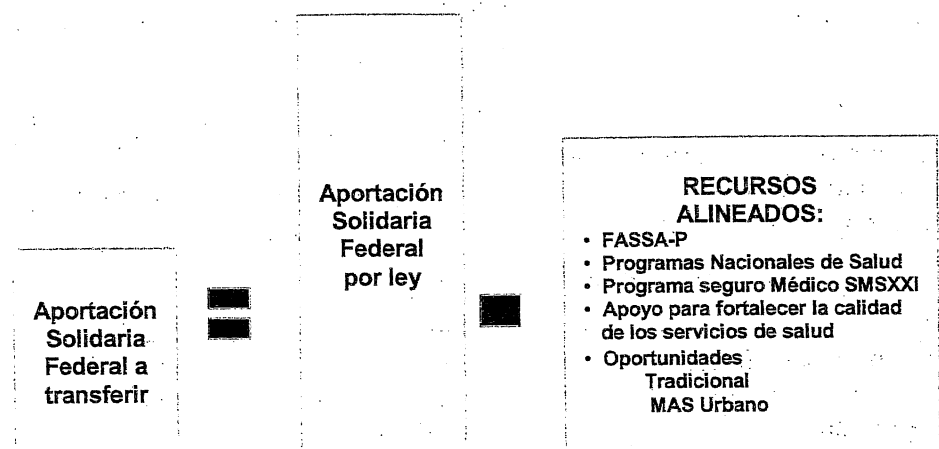 Aportación
Solidaria
Federal a
transferir
Aportación
Solidaria
Federal
por ley
RECURSOS
ALINEADOS:
• FASSA-P
• Programas Nacionales de Salud
• Programa seguro Médico SMSXXI
• Apoyo para fortalecer la calidad
de los servicios de salud
• Oportunidades
Tradicional
MAS Urbano